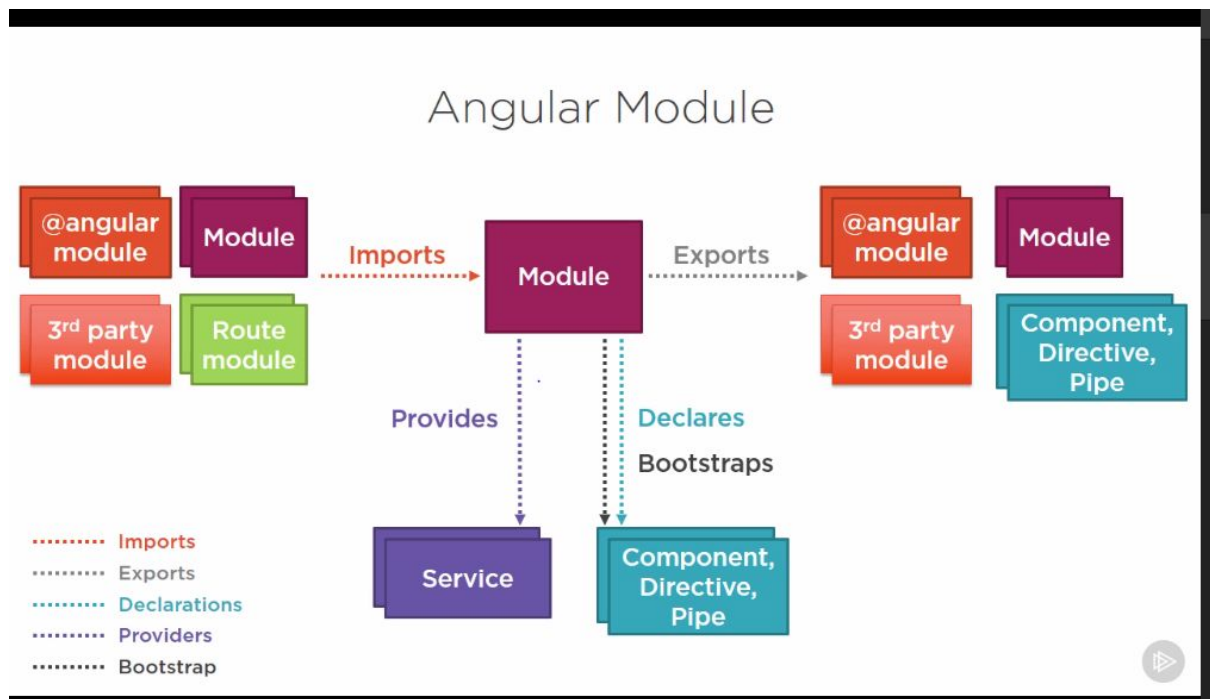 Angular Module
@angular
module
Module
3rd party
module
Route
module
Imports
Module
Exports
@angular
module
Module
3rd party
module
Component,
Directive,
Pipe
Provides
Declares
Bootstraps
Service
Component,
Directive,
Pipe
Imports
Exports
Declarations
Providers
Bootstrap